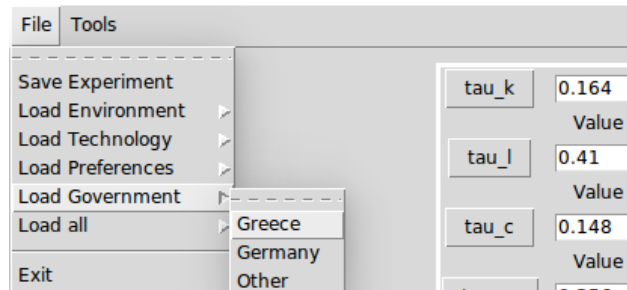 File Tools
Save Experiment
Load Environment
Load Technology
Load Preferences
Load Government
Load all
Exit
Greece
Germany
Other
tau_k 0.164
Value
tau_l 0.41
Value
tau_c 0.148
Value